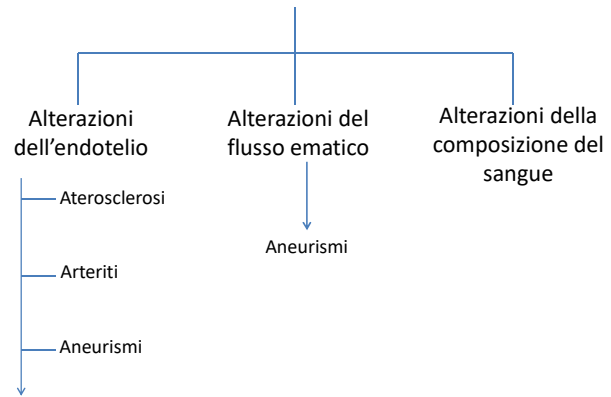 Alterazioni
dell’endotelio
Aterosclerosi
Arteriti
Aneurismi
Alterazioni del
flusso ematico
Aneurismi
Alterazioni della
composizione del
sangue